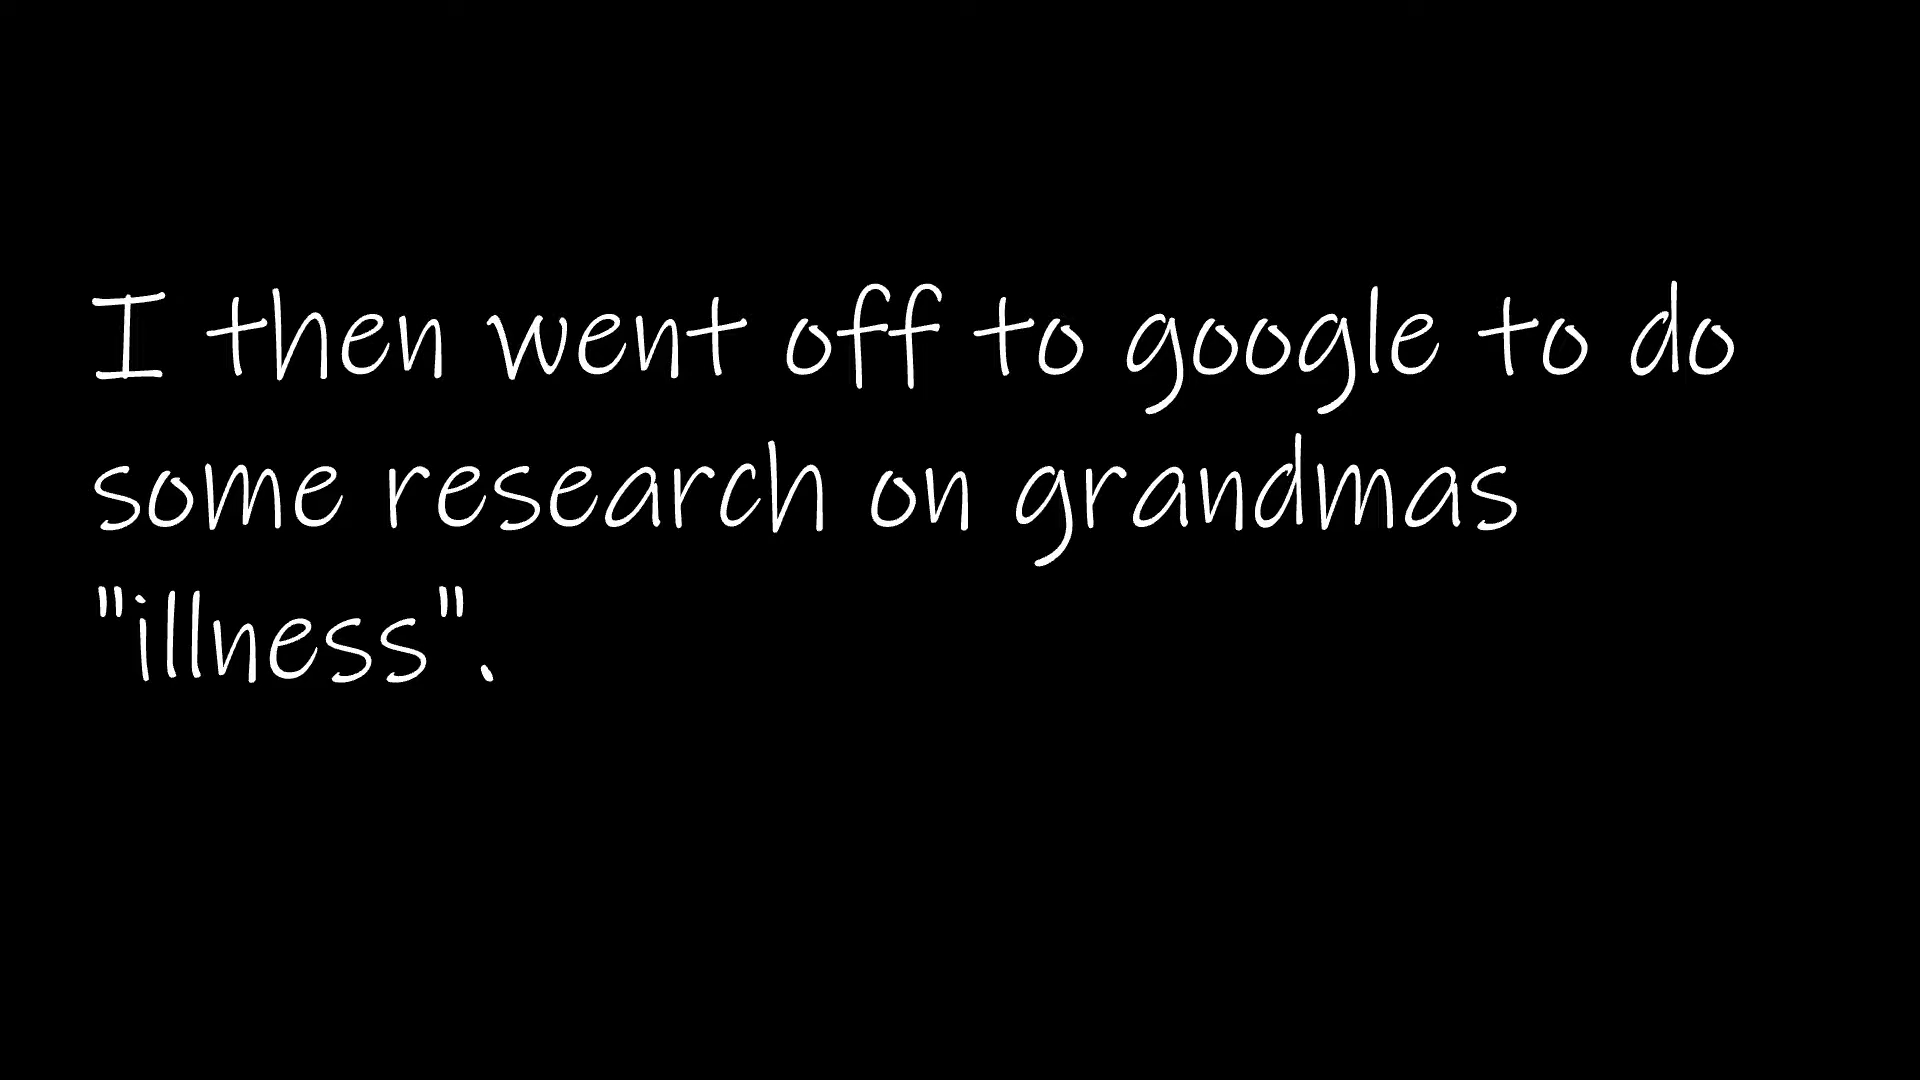 I then went off to google to do
some research on grandmas
"illness".